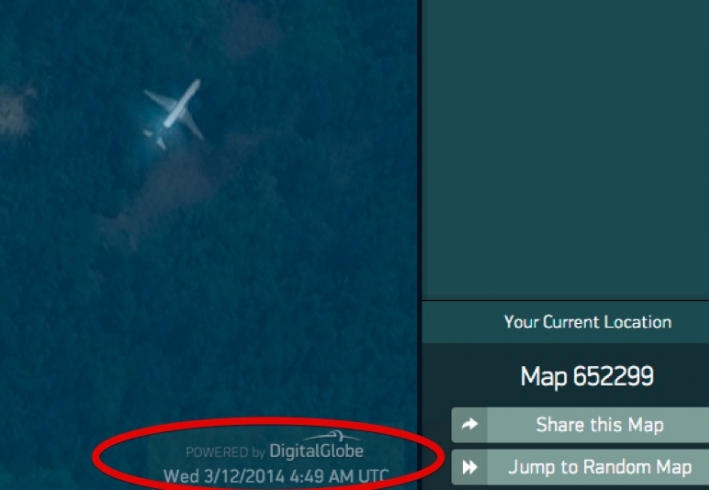 POWERED by DigitalGlobe
Wed 3/12/2014 4:49 AM UTC
Your Current Location
Map 652299
Share this Map
Jump to Random Map